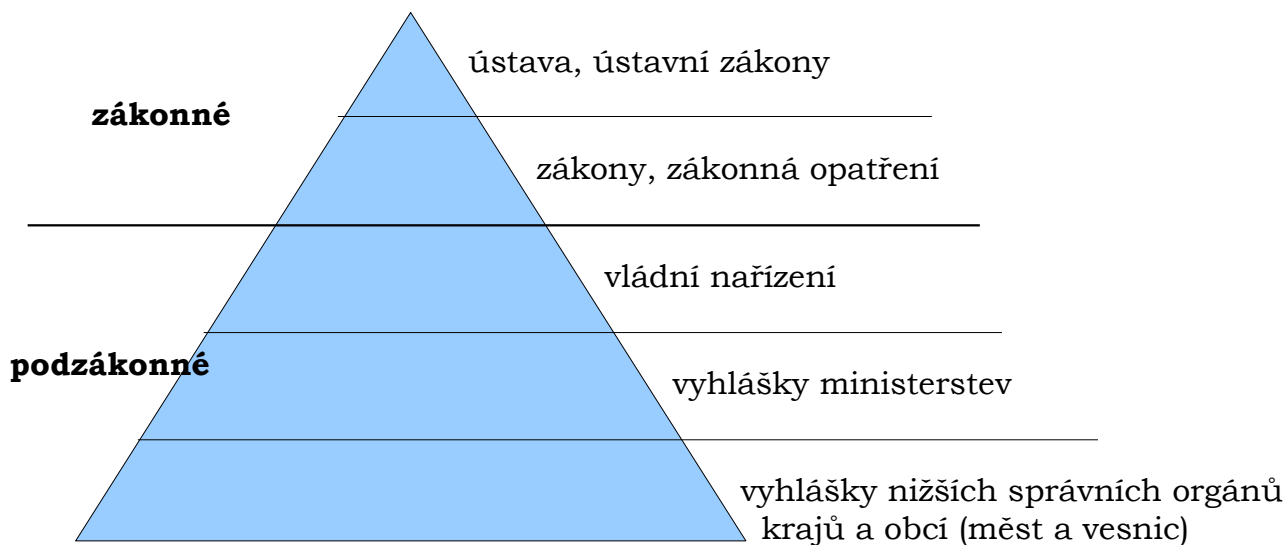 ústava, ústavní zákony
zákonné
zákony, zákonná opatření
vládní nařízení
podzákonné
vyhlášky ministerstev
vyhlášky nižších správních orgánů
krajů a obcí (měst a vesnic)